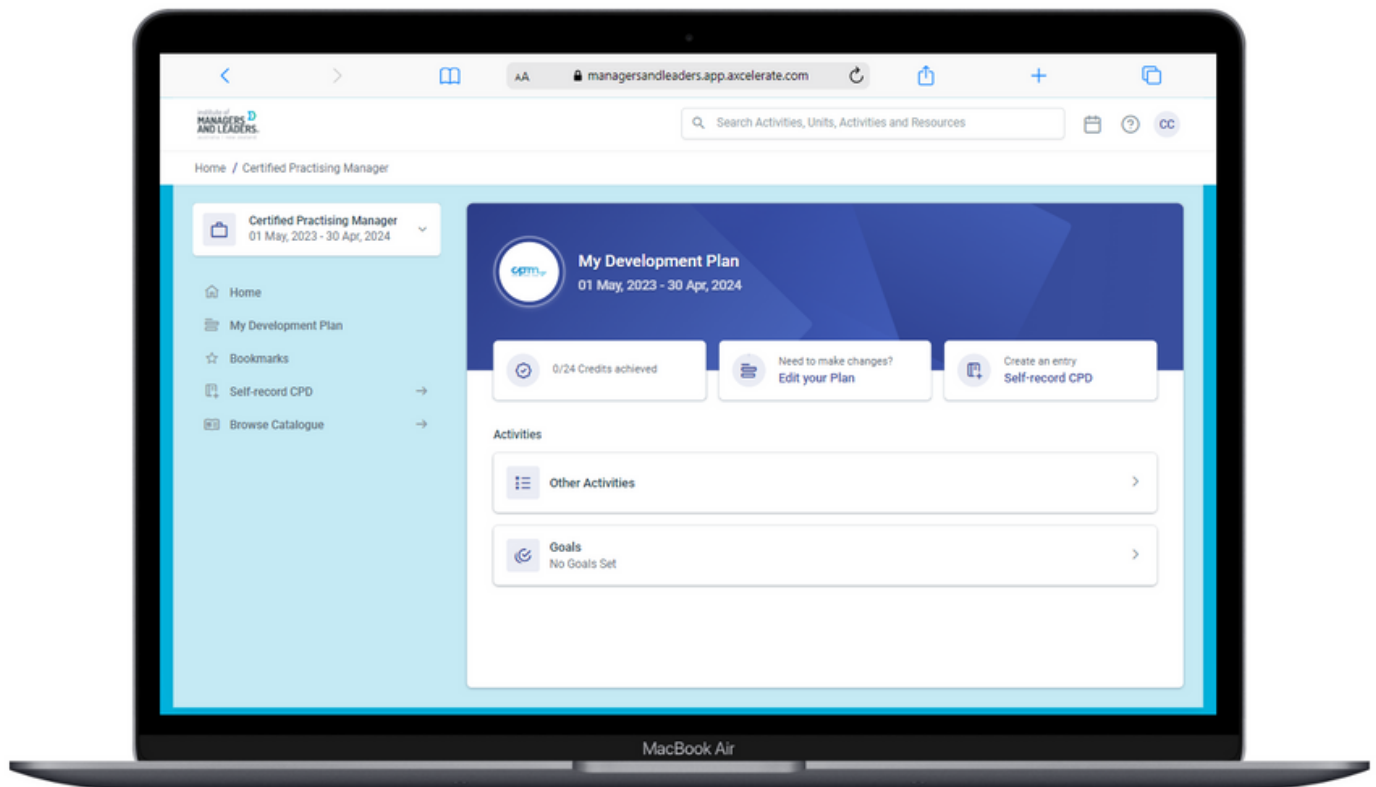 AA managersandleaders.app.axcelerate.com
institute of
MANAGERS
AND LEADERS
Search Activities, Units, Activities and Resources
CC
Home / Certified Practising Manager
Certified Practising Manager
01 May, 2023 - 30 Apr, 2024
Home
My Development Plan
Bookmarks
Self-record CPD
Browse Catalogue
cpm
My Development Plan
01 May, 2023 - 30 Apr, 2024
0/24 Credits achieved
Need to make changes?
Edit your Plan
Create an entry
Self-record CPD
Activities
Other Activities
Goals
No Goals Set
MacBook Air